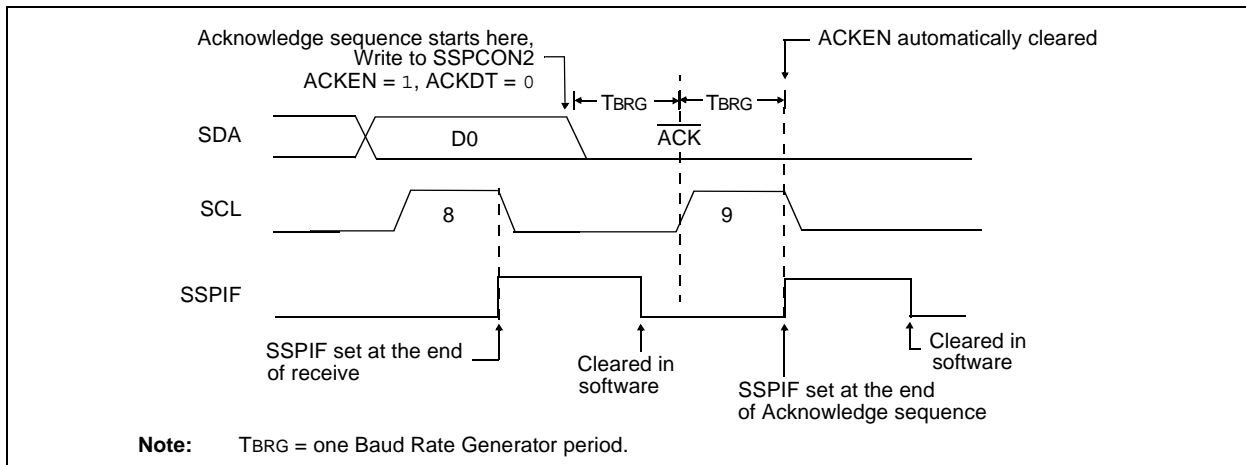 Acknowledge sequence starts here,
Write to SSPCON2
ACKEN = 1, ACKDT = 0
ACKEN automatically cleared
TBRG
TBRG
SDA
D0
ACK
SCL
8
9
SSPIF
SSPIF set at the end
of receive
Cleared in
software
SSPIF set at the end
of Acknowledge sequence
Cleared in
software
Note: TBRG = one Baud Rate Generator period.